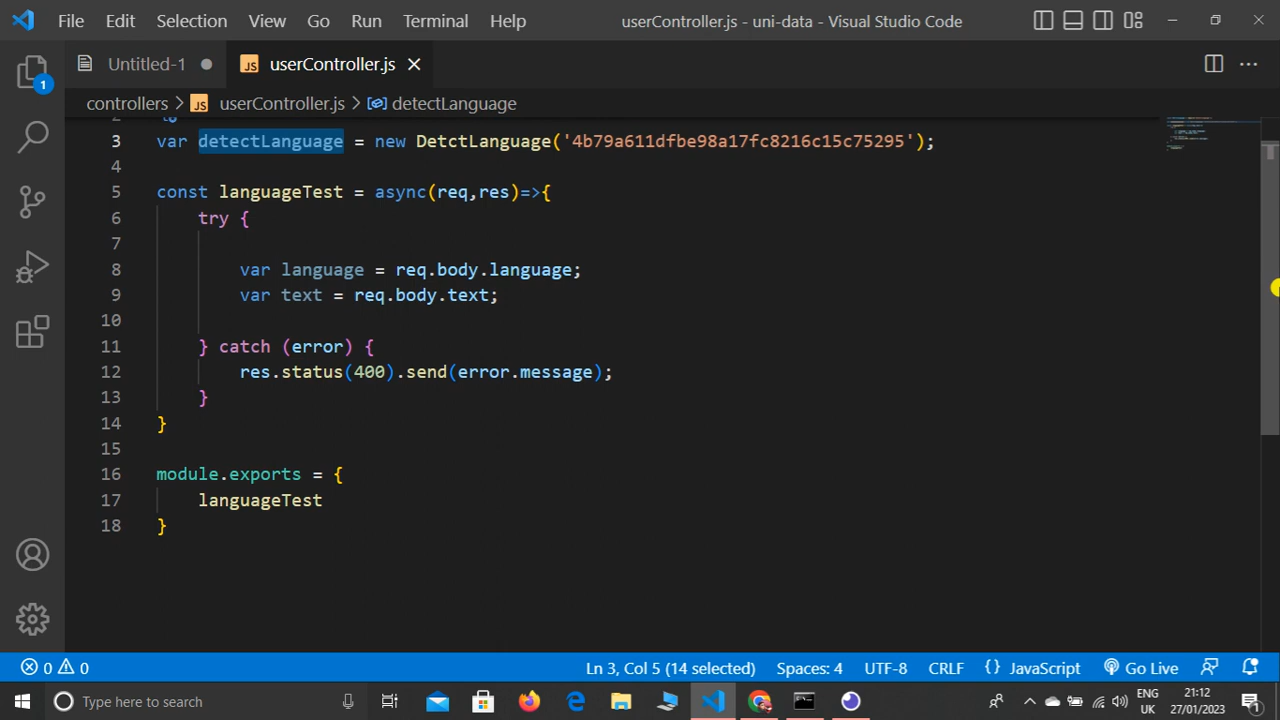 File Edit Selection View Go Run Terminal Help userController.js - uni-data - Visual Studio Code
Untitled-1 JS userController.js
controllers > JS userController.js > detectLanguage
1
2
3 var detectLanguage = new DetctLanguage('4b79a611dfbe98a17fc8216c15c75295');
4
5 const languageTest = async(req,res)=>{
6 try {
7
8 var language = req.body.language;
9 var text = req.body.text;
10
11 } catch (error) {
12 res.status(400).send(error.message);
13 }
14 }
15
16 module.exports = {
17 languageTest
18 }
0 0 Ln 3, Col 5 (14 selected) Spaces: 4 UTF-8 CRLF {} JavaScript Go Live
Type here to search ENG UK 21:12 27/01/2023 1